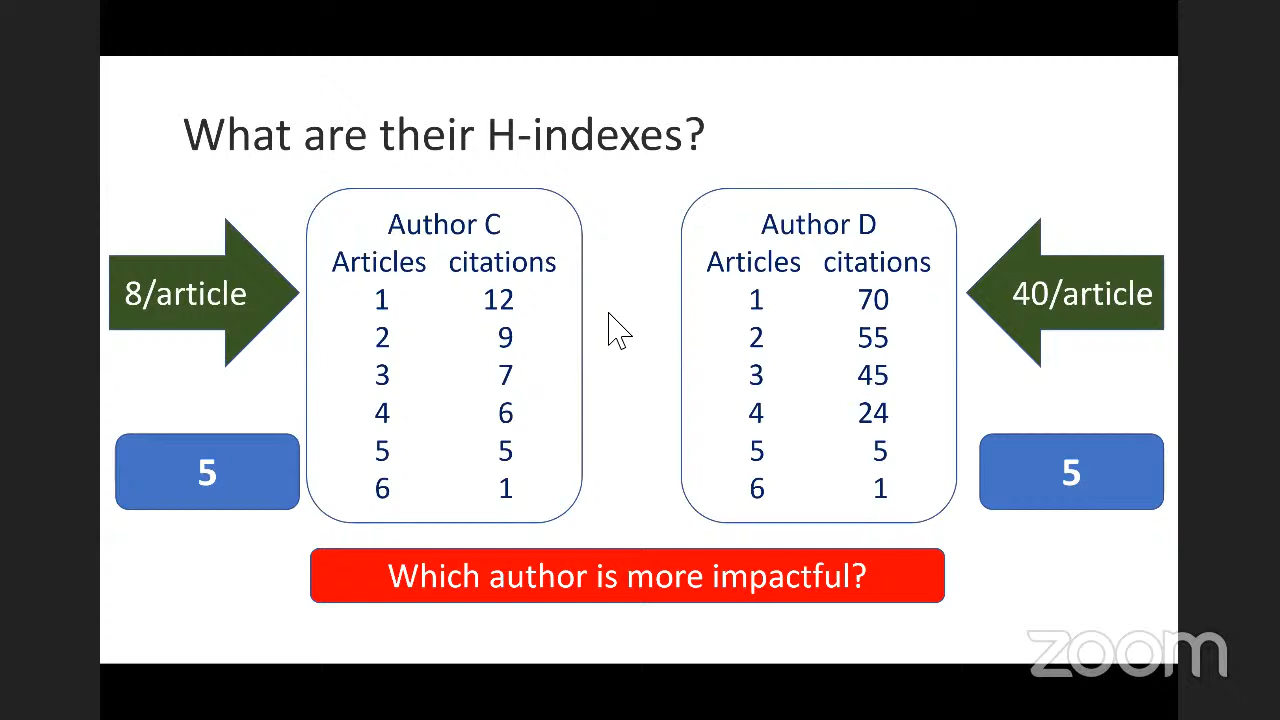 What are their H-indexes?
Author C
Articles citations
1 12
2 9
3 7
4 6
5 5
6 1
Author D
Articles citations
1 70
2 55
3 45
4 24
5 5
6 1
8/article
40/article
5
5
Which author is more impactful?
zoom